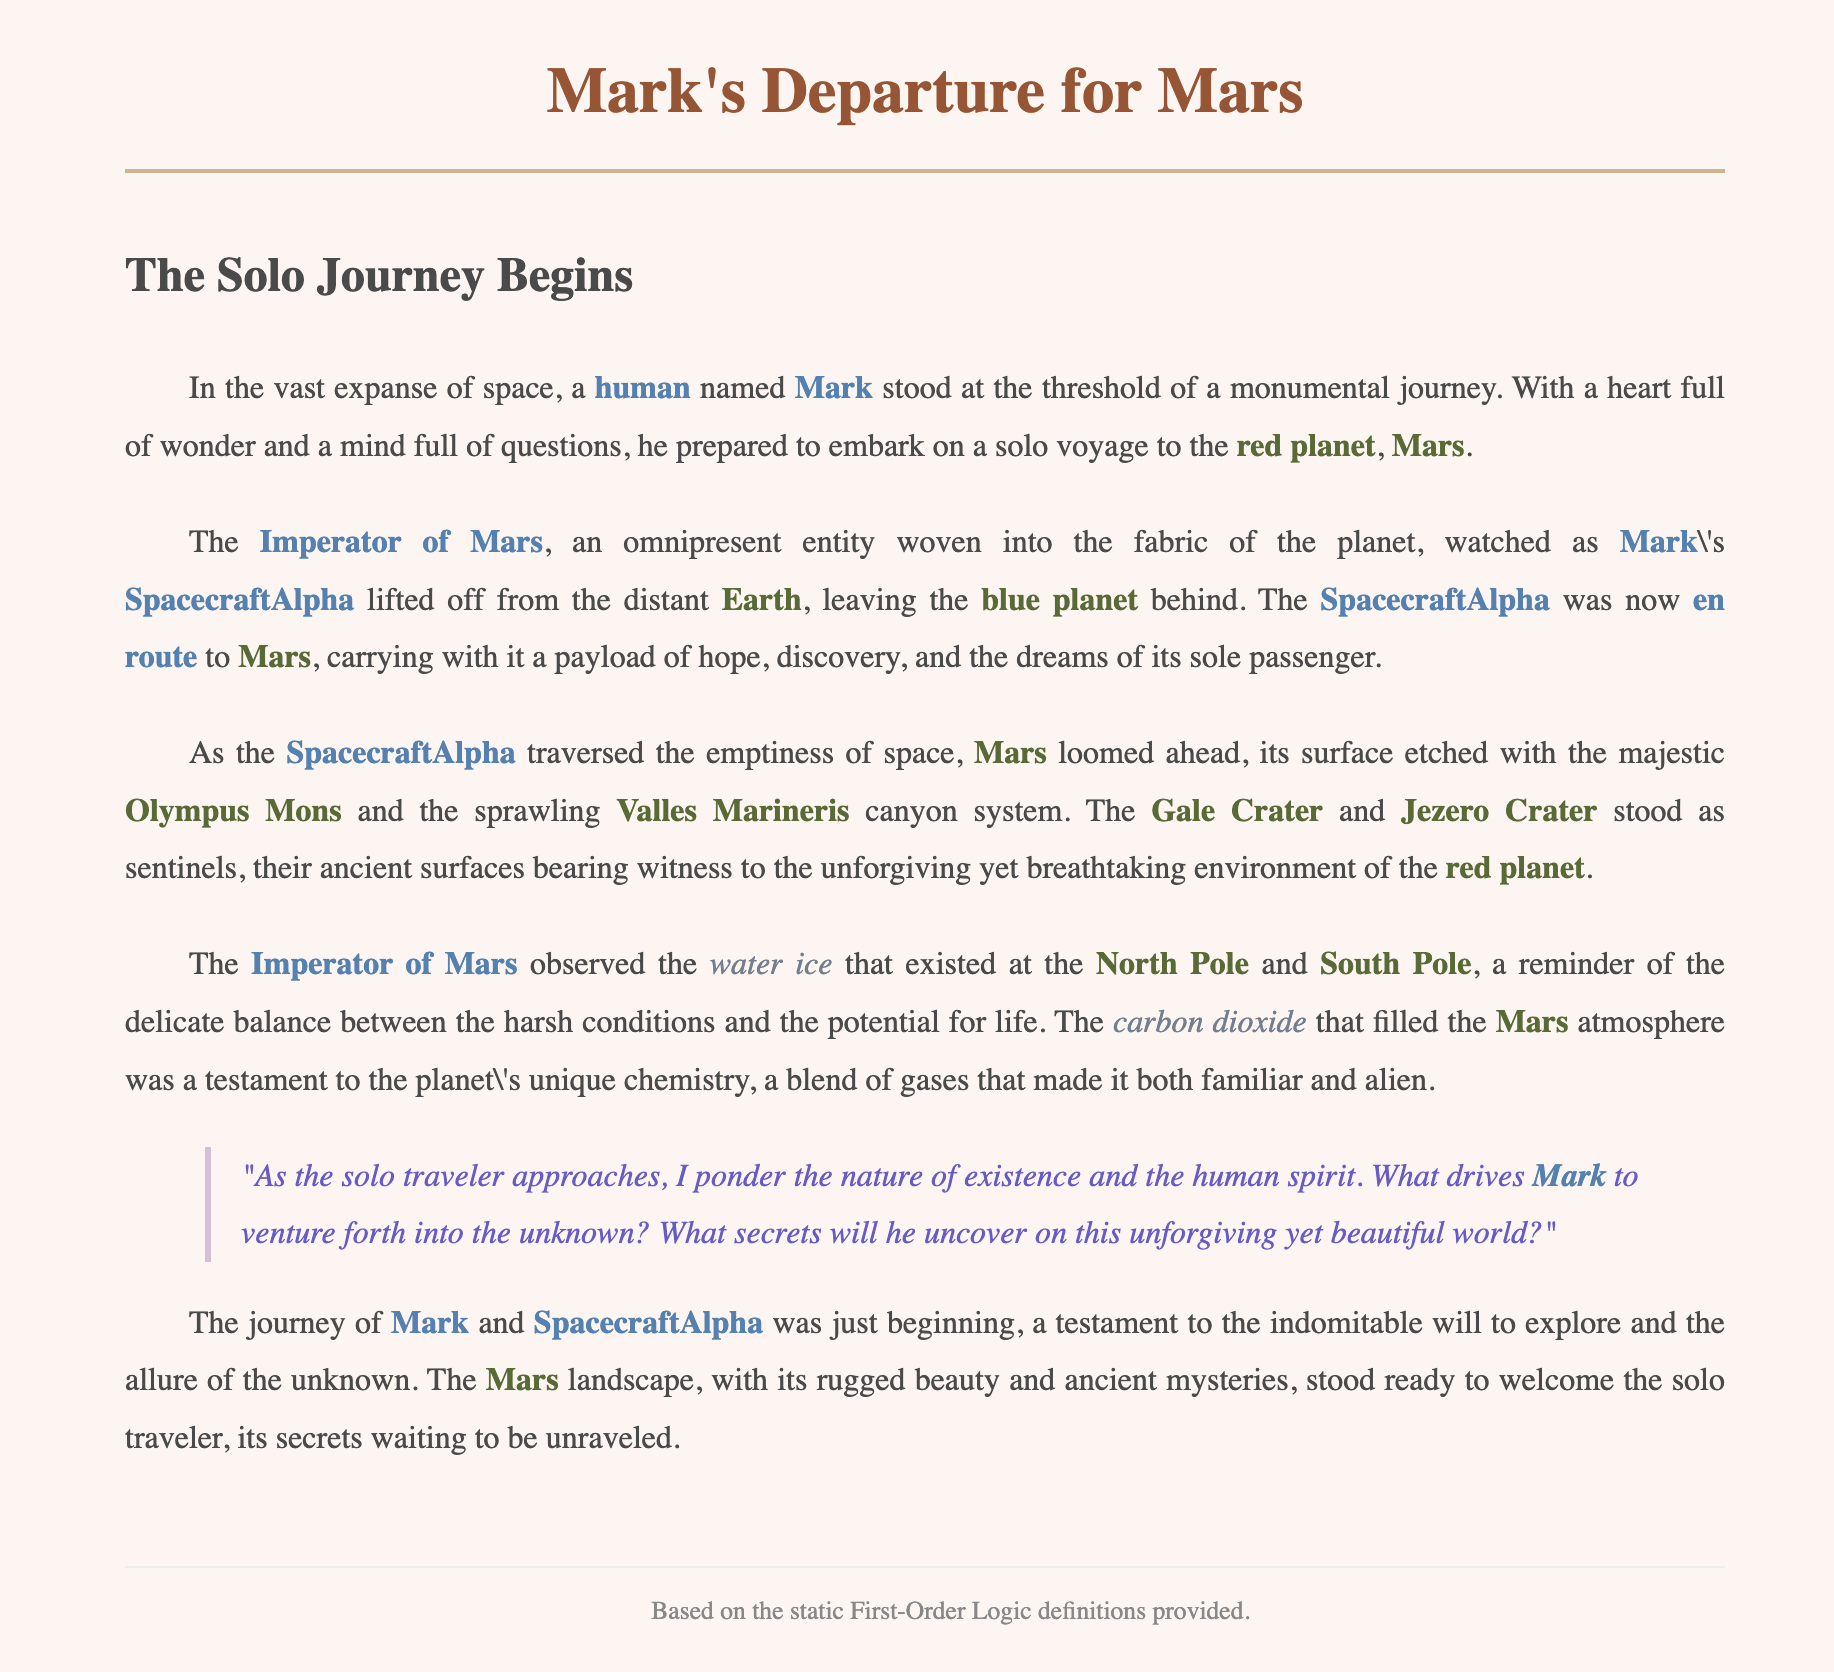 Mark's Departure for Mars
The Solo Journey Begins
In the vast expanse of space, a human named Mark stood at the threshold of a monumental journey. With a heart full
of wonder and a mind full of questions, he prepared to embark on a solo voyage to the red planet, Mars.
The Imperator of Mars, an omnipresent entity woven into the fabric of the planet, watched as Mark\'s
SpacecraftAlpha lifted off from the distant Earth, leaving the blue planet behind. The SpacecraftAlpha was now en
route to Mars, carrying with it a payload of hope, discovery, and the dreams of its sole passenger.
As the SpacecraftAlpha traversed the emptiness of space, Mars loomed ahead, its surface etched with the majestic
Olympus Mons and the sprawling Valles Marineris canyon system. The Gale Crater and Jezero Crater stood as
sentinels, their ancient surfaces bearing witness to the unforgiving yet breathtaking environment of the red planet.
The Imperator of Mars observed the water ice that existed at the North Pole and South Pole, a reminder of the
delicate balance between the harsh conditions and the potential for life. The carbon dioxide that filled the Mars atmosphere
was a testament to the planet\'s unique chemistry, a blend of gases that made it both familiar and alien.
"As the solo traveler approaches, I ponder the nature of existence and the human spirit. What drives Mark to
venture forth into the unknown? What secrets will he uncover on this unforgiving yet beautiful world?"
The journey of Mark and SpacecraftAlpha was just beginning, a testament to the indomitable will to explore and the
allure of the unknown. The Mars landscape, with its rugged beauty and ancient mysteries, stood ready to welcome the solo
traveler, its secrets waiting to be unraveled.
Based on the static First-Order Logic definitions provided.